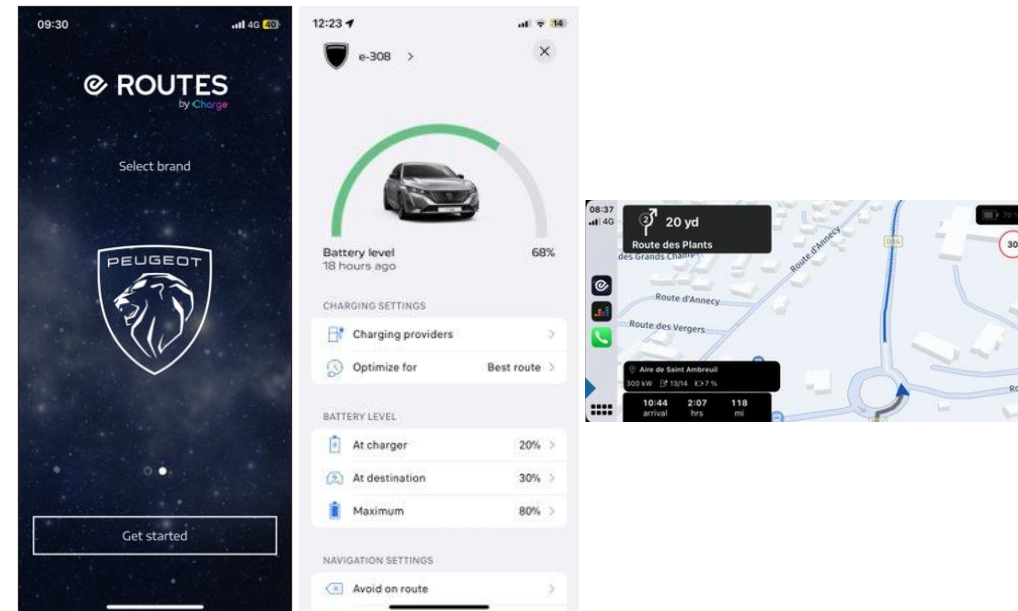 09:30
4G 40
ROUTES
by Charge
Select brand
PEUGEOT
Get started
12:23
14
e-308 >
Battery level 68%
18 hours ago
CHARGING SETTINGS
Charging providers
Optimize for Best route
BATTERY LEVEL
At charger 20%
At destination 30%
Maximum 80%
NAVIGATION SETTINGS
Avoid on route
08:37
4G
2 20 yd
Route des Plants
des Grands Champs
Route d'Annecy
Route d'Annecy
Route des Vergers
30
Aire de Saint Ambreuil
300 kW 13/14 7%
10:44 2:07 118
arrival hrs mi